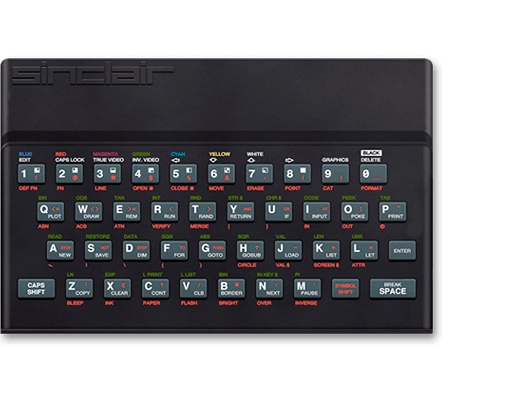 sinclair
BLUE RED MAGENTA GREEN CYAN YELLOW WHITE BLACK
EDIT CAPS LOCK TRUE VIDEO INV. VIDEO GRAPHICS DELETE
1 ! 2 @ 3 # 4 $ 5 % 6 & 7 8 ( 9 ) 0
DEF FN FN LINE OPEN # CLOSE # MOVE ERASE POINT CAT FORMAT
SIN COS TAN INT RND STR $ CHR $ CODE PEEK TAB
Q PLOT W DRAW E REM R RUN T RAND Y RETURN U IF I INPUT O POKE P PRINT
ASN ACS ATN VERIFY MERGE IN OUT ©
READ RESTORE DATA SGN ABS SQR VAL LEN USR
A STOP NEW S NOT SAVE D STEP DIM F TO FOR G THEN GOTO H GOSUB J LOAD K LIST L LET ENTER
CIRCLE VAL $ SCREEN $ ATTR
LN EXP L PRINT L LIST BIN IN KEY $ PI
CAPS SHIFT Z COPY X CLEAR C CONT V CLS B BORDER N NEXT M PAUSE SYMBOL SHIFT BREAK SPACE
BLEEP INK PAPER FLASH BRIGHT OVER INVERSE